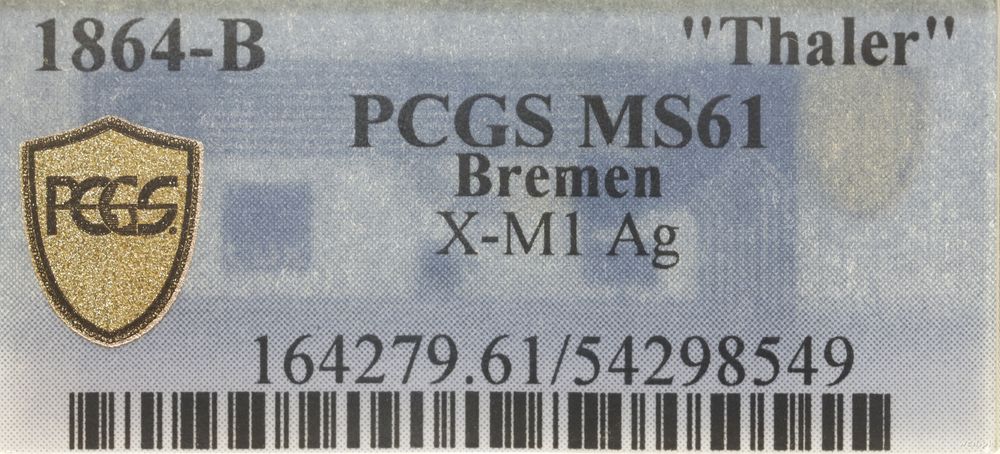 1864-B "Thaler"
PCGS MS61
Bremen
X-M1 Ag
PCGS.
164279.61/54298549